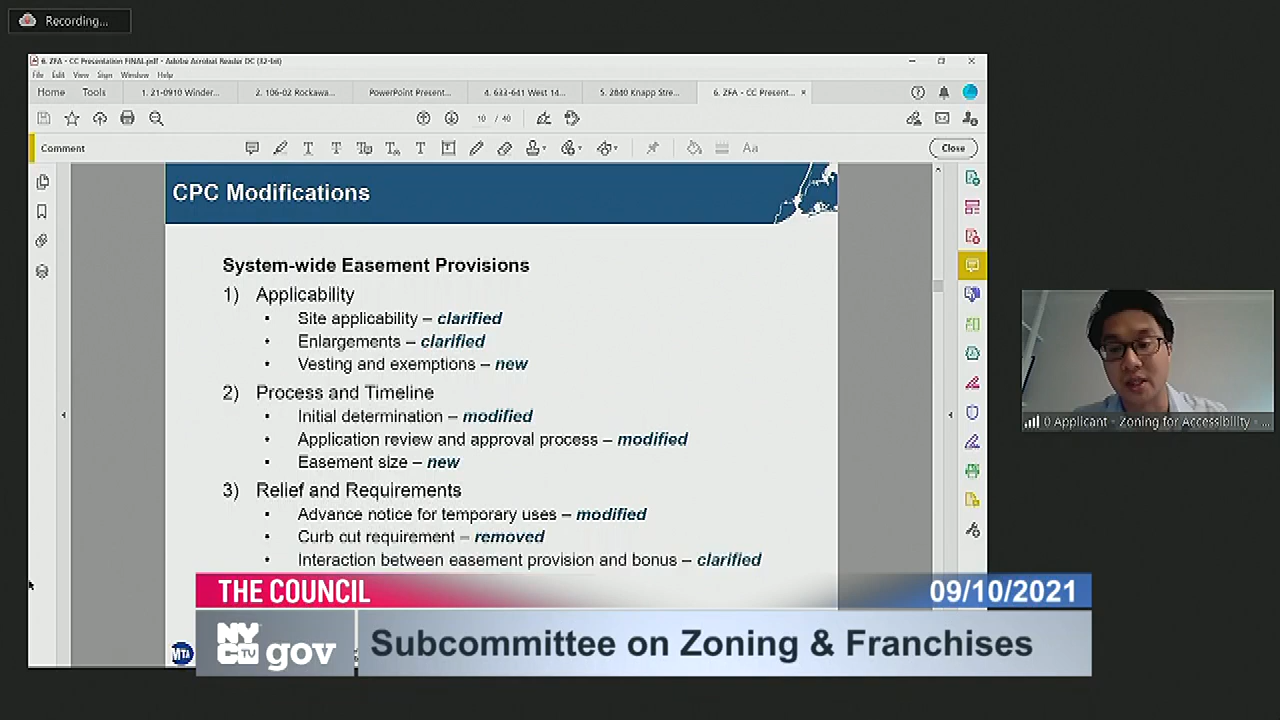 Recording...
6. ZFA - CC Presentation FINAL.pdf - Adobe Acrobat Reader DC (32-bit)
File Edit View Sign Window Help
Home Tools 1. 21-0910 Winder... 2. 106-02 Rockawa... PowerPoint Present... 4. 633-641 West 14... 5. 2840 Knapp Stre... 6. ZFA - CC Present... ×
10 / 40
Comment
Aa
Close
CPC Modifications
System-wide Easement Provisions
1) Applicability
• Site applicability – clarified
• Enlargements – clarified
• Vesting and exemptions – new
2) Process and Timeline
• Initial determination – modified
• Application review and approval process – modified
• Easement size – new
3) Relief and Requirements
• Advance notice for temporary uses – modified
• Curb cut requirement – removed
• Interaction between easement provision and bonus – clarified
0 Applicant - Zoning for Accessibility - ...
THE COUNCIL 09/10/2021
MTA
NYC TV gov
Subcommittee on Zoning & Franchises